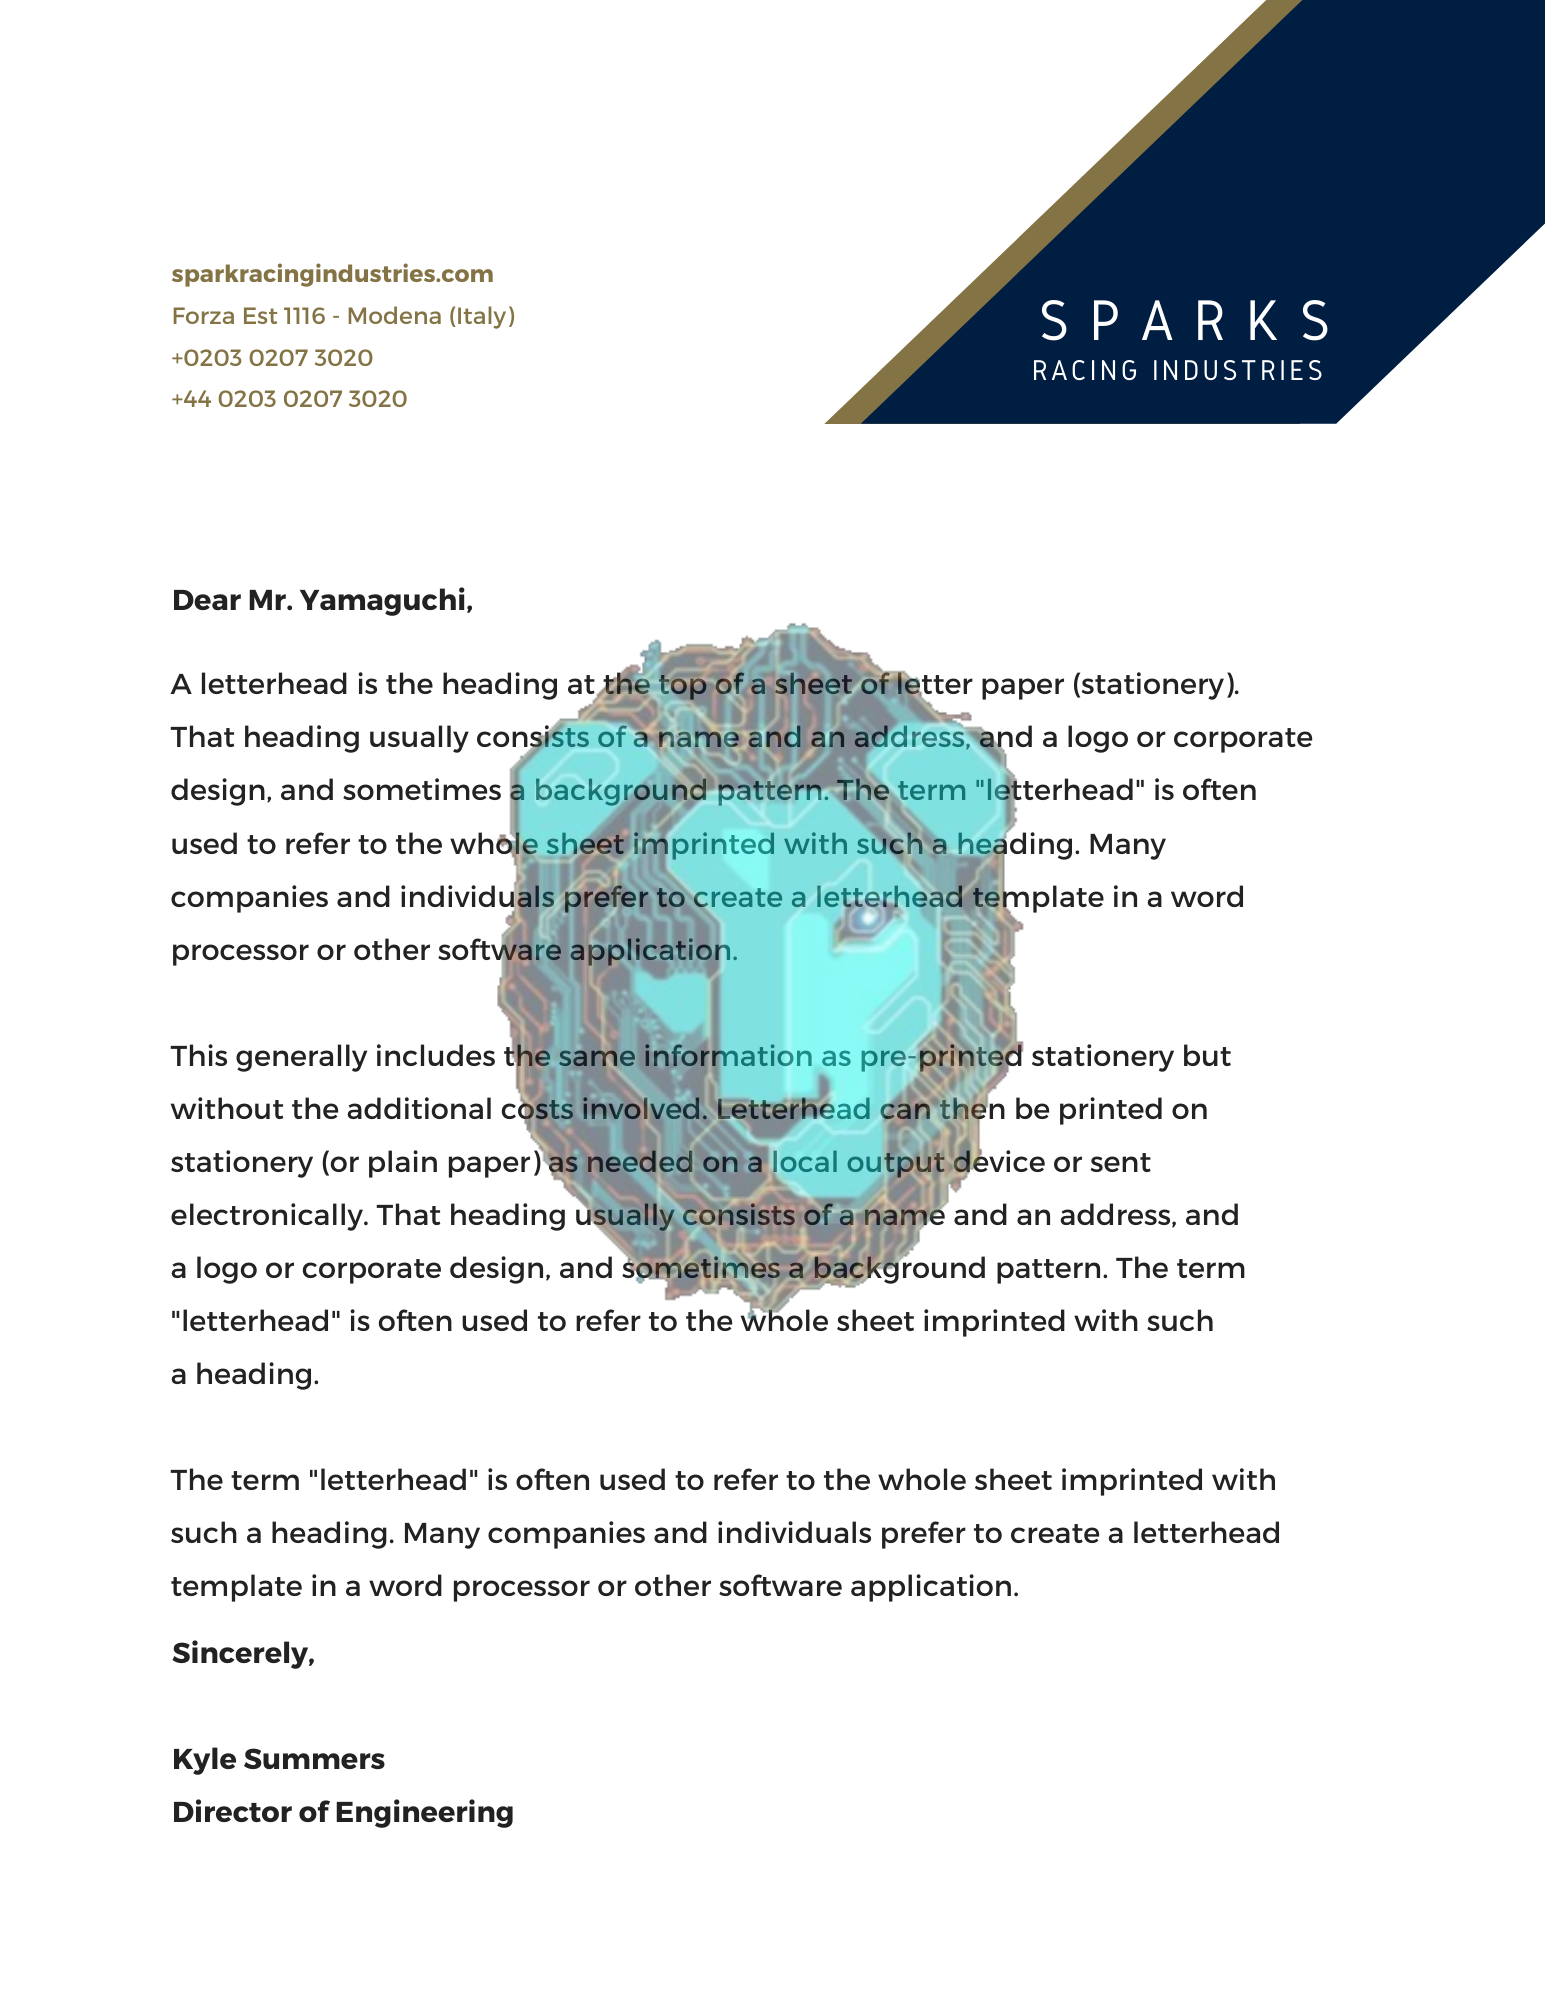 sparkracingindustries.com
Forza Est 1116 - Modena (Italy)
+0203 0207 3020
+44 0203 0207 3020
SPARKS
RACING INDUSTRIES
Dear Mr. Yamaguchi,
A letterhead is the heading at the top of a sheet of letter paper (stationery).
That heading usually consists of a name and an address, and a logo or corporate
design, and sometimes a background pattern. The term "letterhead" is often
used to refer to the whole sheet imprinted with such a heading. Many
companies and individuals prefer to create a letterhead template in a word
processor or other software application.
This generally includes the same information as pre-printed stationery but
without the additional costs involved. Letterhead can then be printed on
stationery (or plain paper) as needed on a local output device or sent
electronically. That heading usually consists of a name and an address, and
a logo or corporate design, and sometimes a background pattern. The term
"letterhead" is often used to refer to the whole sheet imprinted with such
a heading.
The term "letterhead" is often used to refer to the whole sheet imprinted with
such a heading. Many companies and individuals prefer to create a letterhead
template in a word processor or other software application.
Sincerely,
Kyle Summers
Director of Engineering